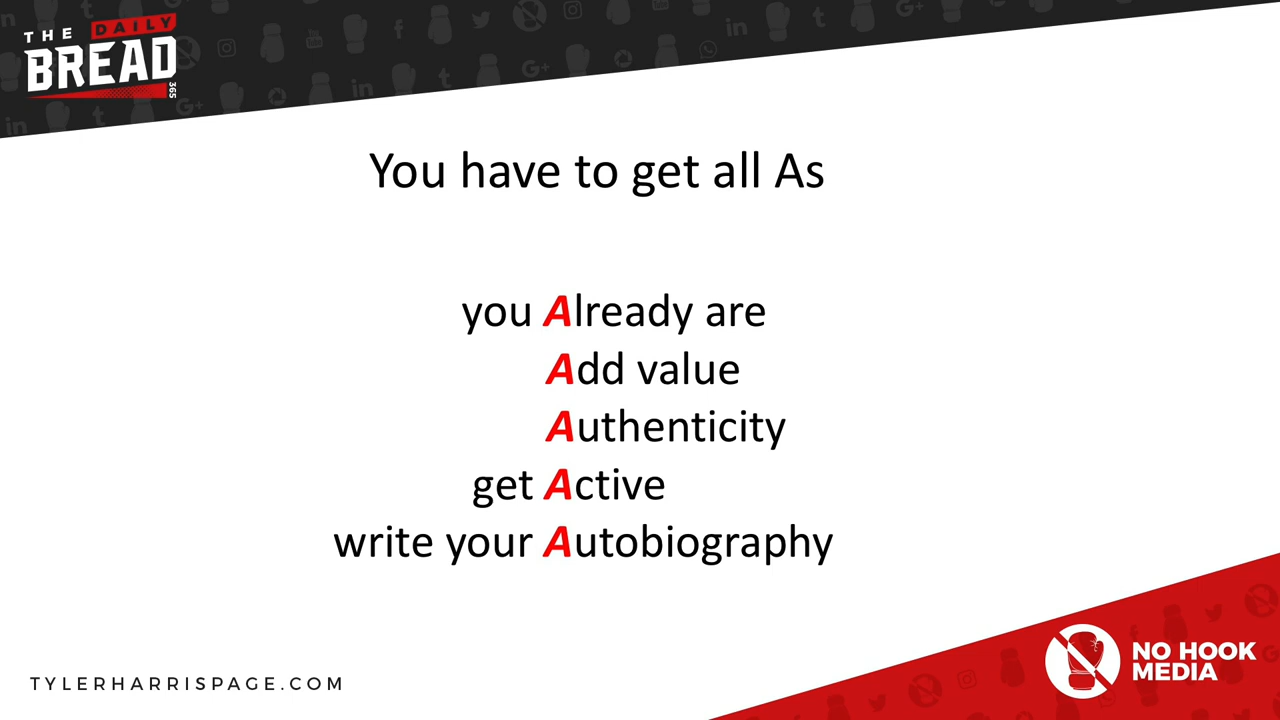 THE DAILY
BREAD
365
You have to get all As
you Already are
Add value
Authenticity
get Active
write your Autobiography
TYLERHARRISPAGE.COM
NO HOOK
MEDIA